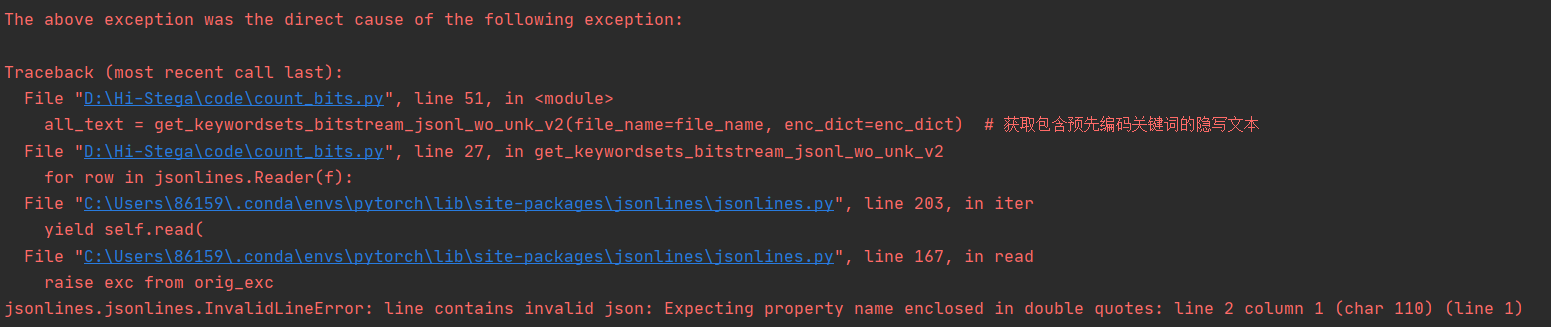 The above exception was the direct cause of the following exception:
Traceback (most recent call last):
File "D:\Hi-Stega\code\count_bits.py", line 51, in <module>
all_text = get_keywordsets_bitstream_jsonl_wo_unk_v2(file_name=file_name, enc_dict=enc_dict)  # 获取包含预先编码关键词的隐写文本
File "D:\Hi-Stega\code\count_bits.py", line 27, in get_keywordsets_bitstream_jsonl_wo_unk_v2
for row in jsonlines.Reader(f):
File "C:\Users\86159\.conda\envs\pytorch\lib\site-packages\jsonlines\jsonlines.py", line 203, in iter
yield self.read(
File "C:\Users\86159\.conda\envs\pytorch\lib\site-packages\jsonlines\jsonlines.py", line 167, in read
raise exc from orig_exc
jsonlines.jsonlines.InvalidLineError: line contains invalid json: Expecting property name enclosed in double quotes: line 2 column 1 (char 110) (line 1)